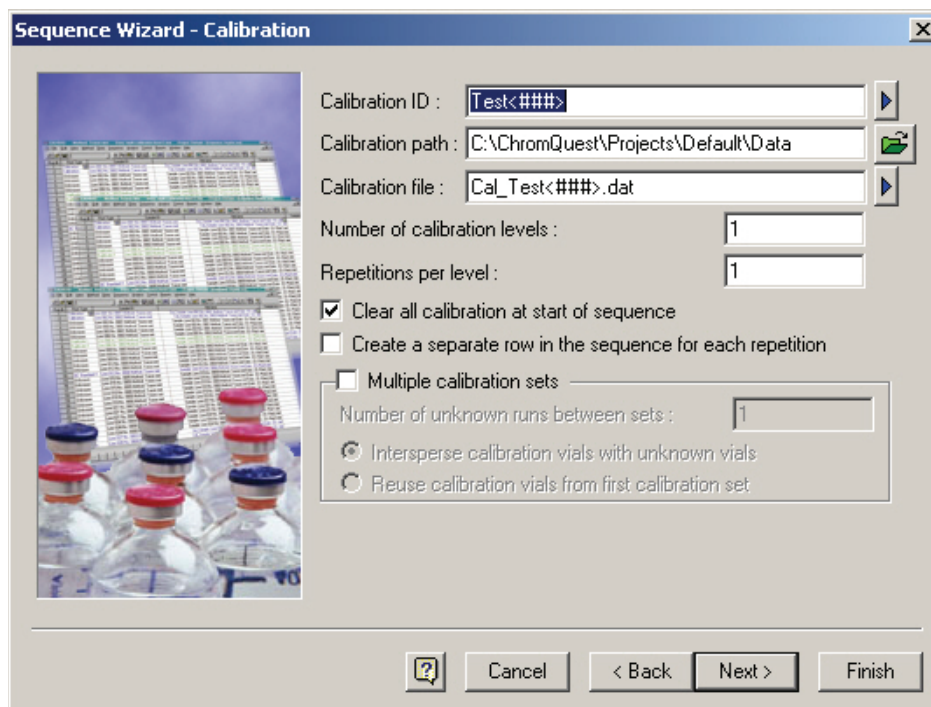 Sequence Wizard - Calibration
Calibration ID : Test<###>
Calibration path : C:\ChromQuest\Projects\Default\Data
Calibration file : Cal_Test<###>.dat
Number of calibration levels : 1
Repetitions per level : 1
Clear all calibration at start of sequence
Create a separate row in the sequence for each repetition
Multiple calibration sets
Number of unknown runs between sets : 1
Intersperse calibration vials with unknown vials
Reuse calibration vials from first calibration set
? Cancel < Back Next > Finish